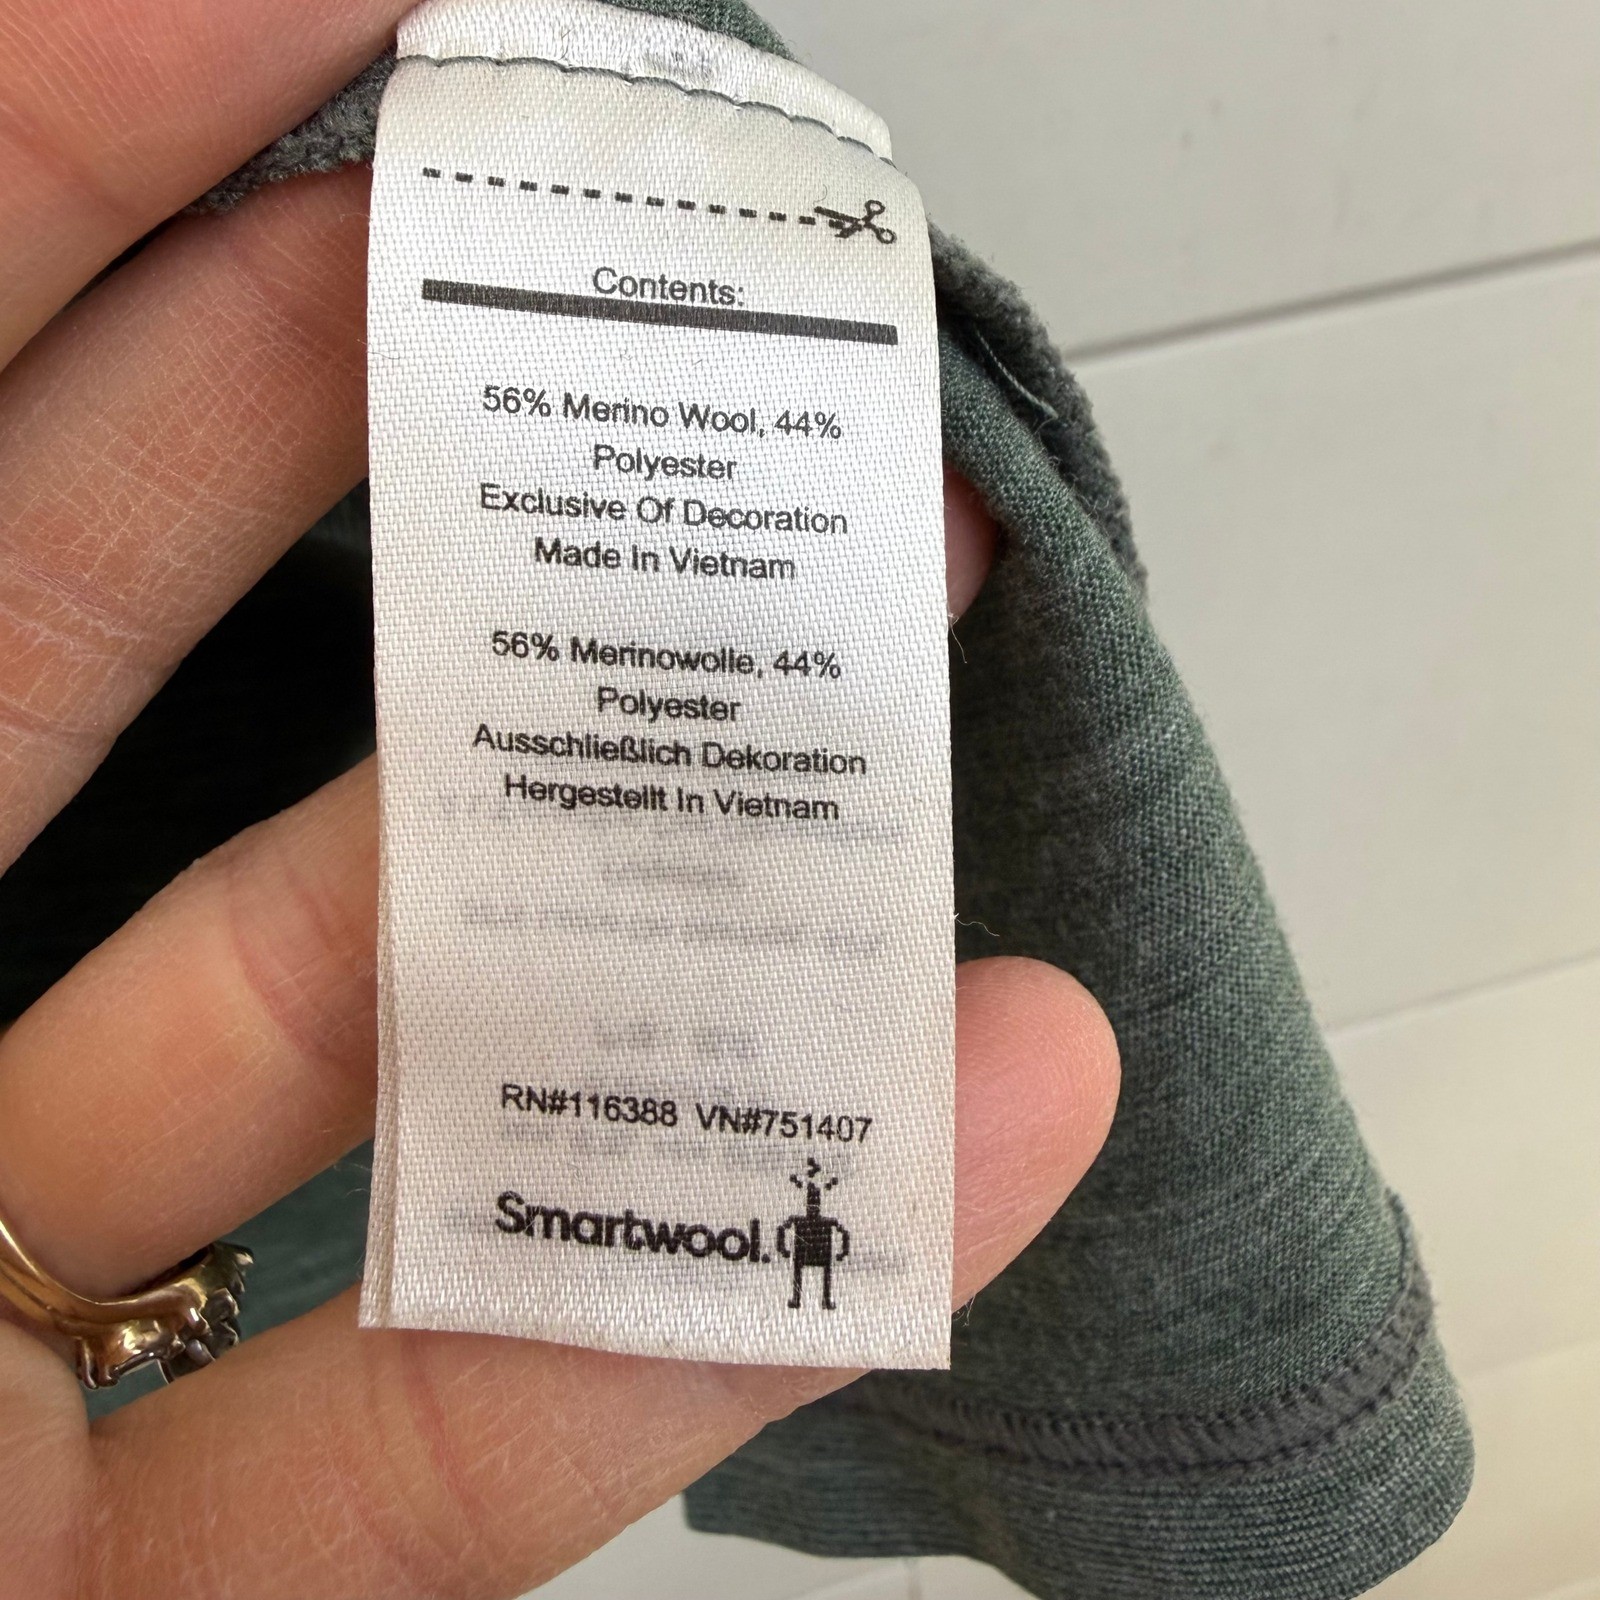 Contents:
56% Merino Wool, 44%
Polyester
Exclusive Of Decoration
Made In Vietnam
56% Merinowolle, 44%
Polyester
Ausschließlich Dekoration
Hergestellt In Vietnam
RN#116388 VN#751407
Smartwool.